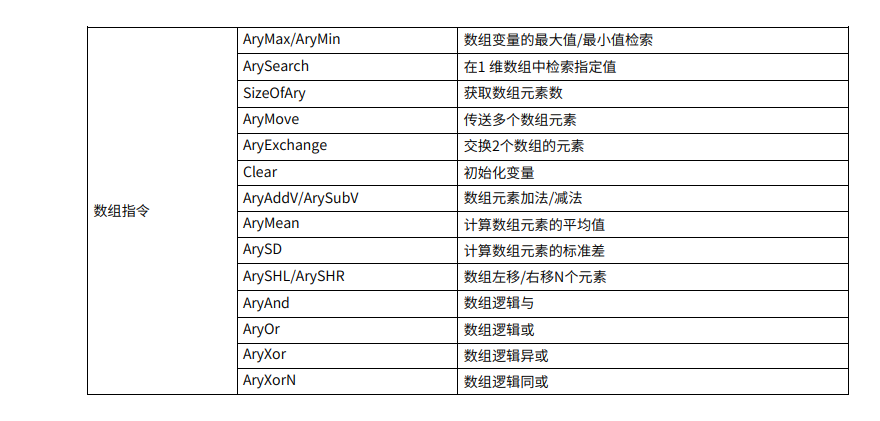 数组指令
AryMax/AryMin 数组变量的最大值/最小值检索
ArySearch 在1 维数组中检索指定值
SizeOfAry 获取数组元素数
AryMove 传送多个数组元素
AryExchange 交换2个数组的元素
Clear 初始化变量
AryAddV/ArySubV 数组元素加法/减法
AryMean 计算数组元素的平均值
ArySD 计算数组元素的标准差
ArySHL/ArySHR 数组左移/右移N个元素
AryAnd 数组逻辑与
AryOr 数组逻辑或
AryXor 数组逻辑异或
AryXorN 数组逻辑同或